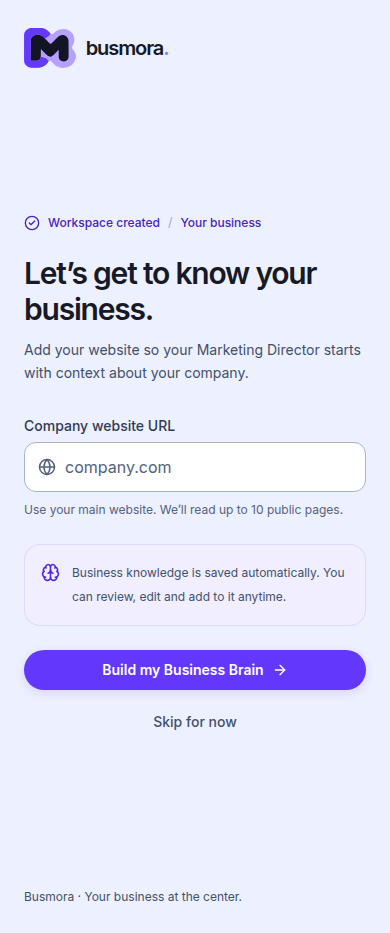 busmora.
Workspace created / Your business
Let’s get to know your
business.
Add your website so your Marketing Director starts
with context about your company.
Company website URL
company.com
Use your main website. We’ll read up to 10 public pages.
Business knowledge is saved automatically. You
can review, edit and add to it anytime.
Build my Business Brain →
Skip for now
Busmora · Your business at the center.